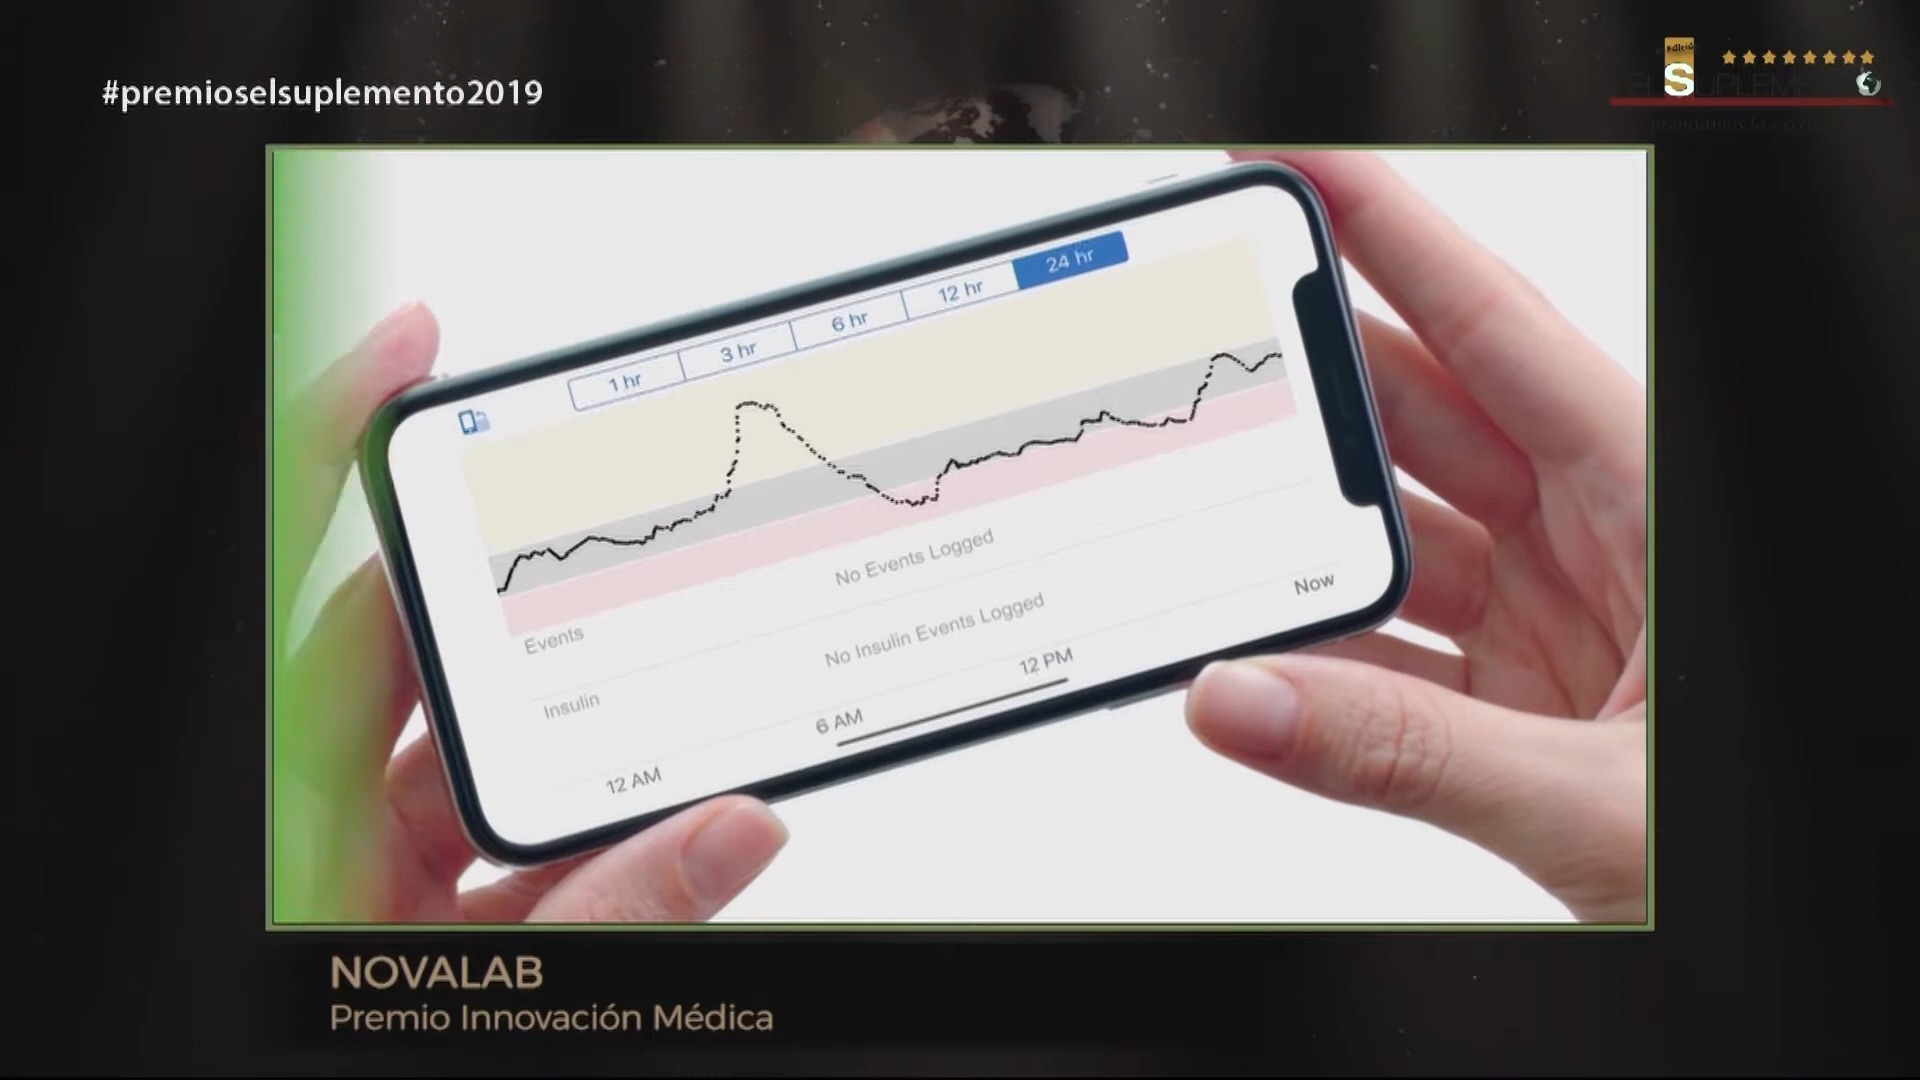 #premioselsuplemento2019
S
1 hr
3 hr
6 hr
12 hr
24 hr
No Events Logged
Events
No Insulin Events Logged
Insulin
12 AM
6 AM
12 PM
Now
NOVALAB
Premio Innovación Médica